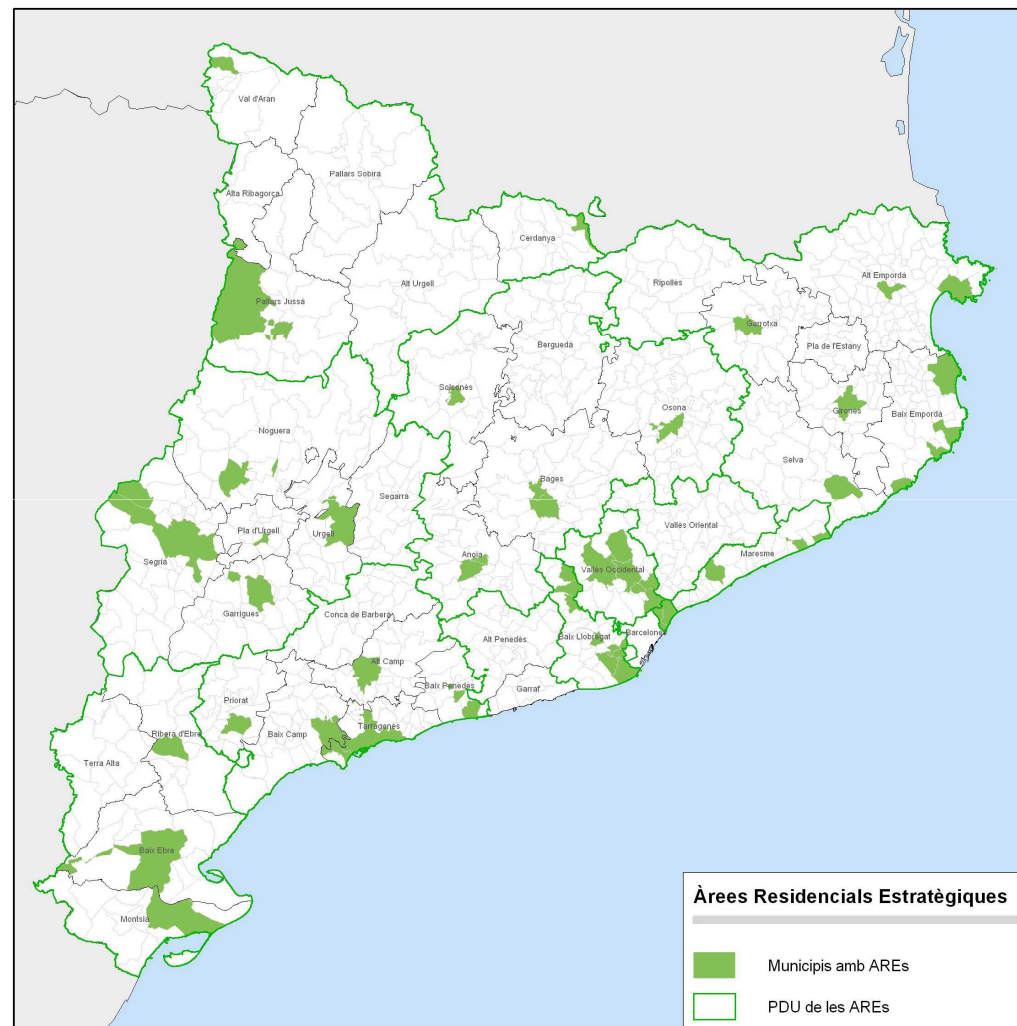 Val d'Aran
Pallars Sobirà
Alta Ribagorça
Cerdanya
Alt Urgell
Ripollès
Alt Empordà
Pallars Jussà
Garrotxa
Berguedà
Pla de l'Estany
Solsonès
Osona
Gironès
Baix Empordà
Noguera
Selva
Bages
Segarra
Vallès Oriental
Pla d'Urgell
Urgell
Maresme
Segrià
Anoia
Vallès Occidental
Garrigues
Conca de Barberà
Alt Penedès
Baix Llobregat
Barcelonè
Alt Camp
Baix Penedès
Garraf
Priorat
Tarragonès
Baix Camp
Ribera d'Ebre
Terra Alta
Baix Ebre
Montsià
Àrees Residencials Estratègiques
Municipis amb AREs
PDU de les AREs